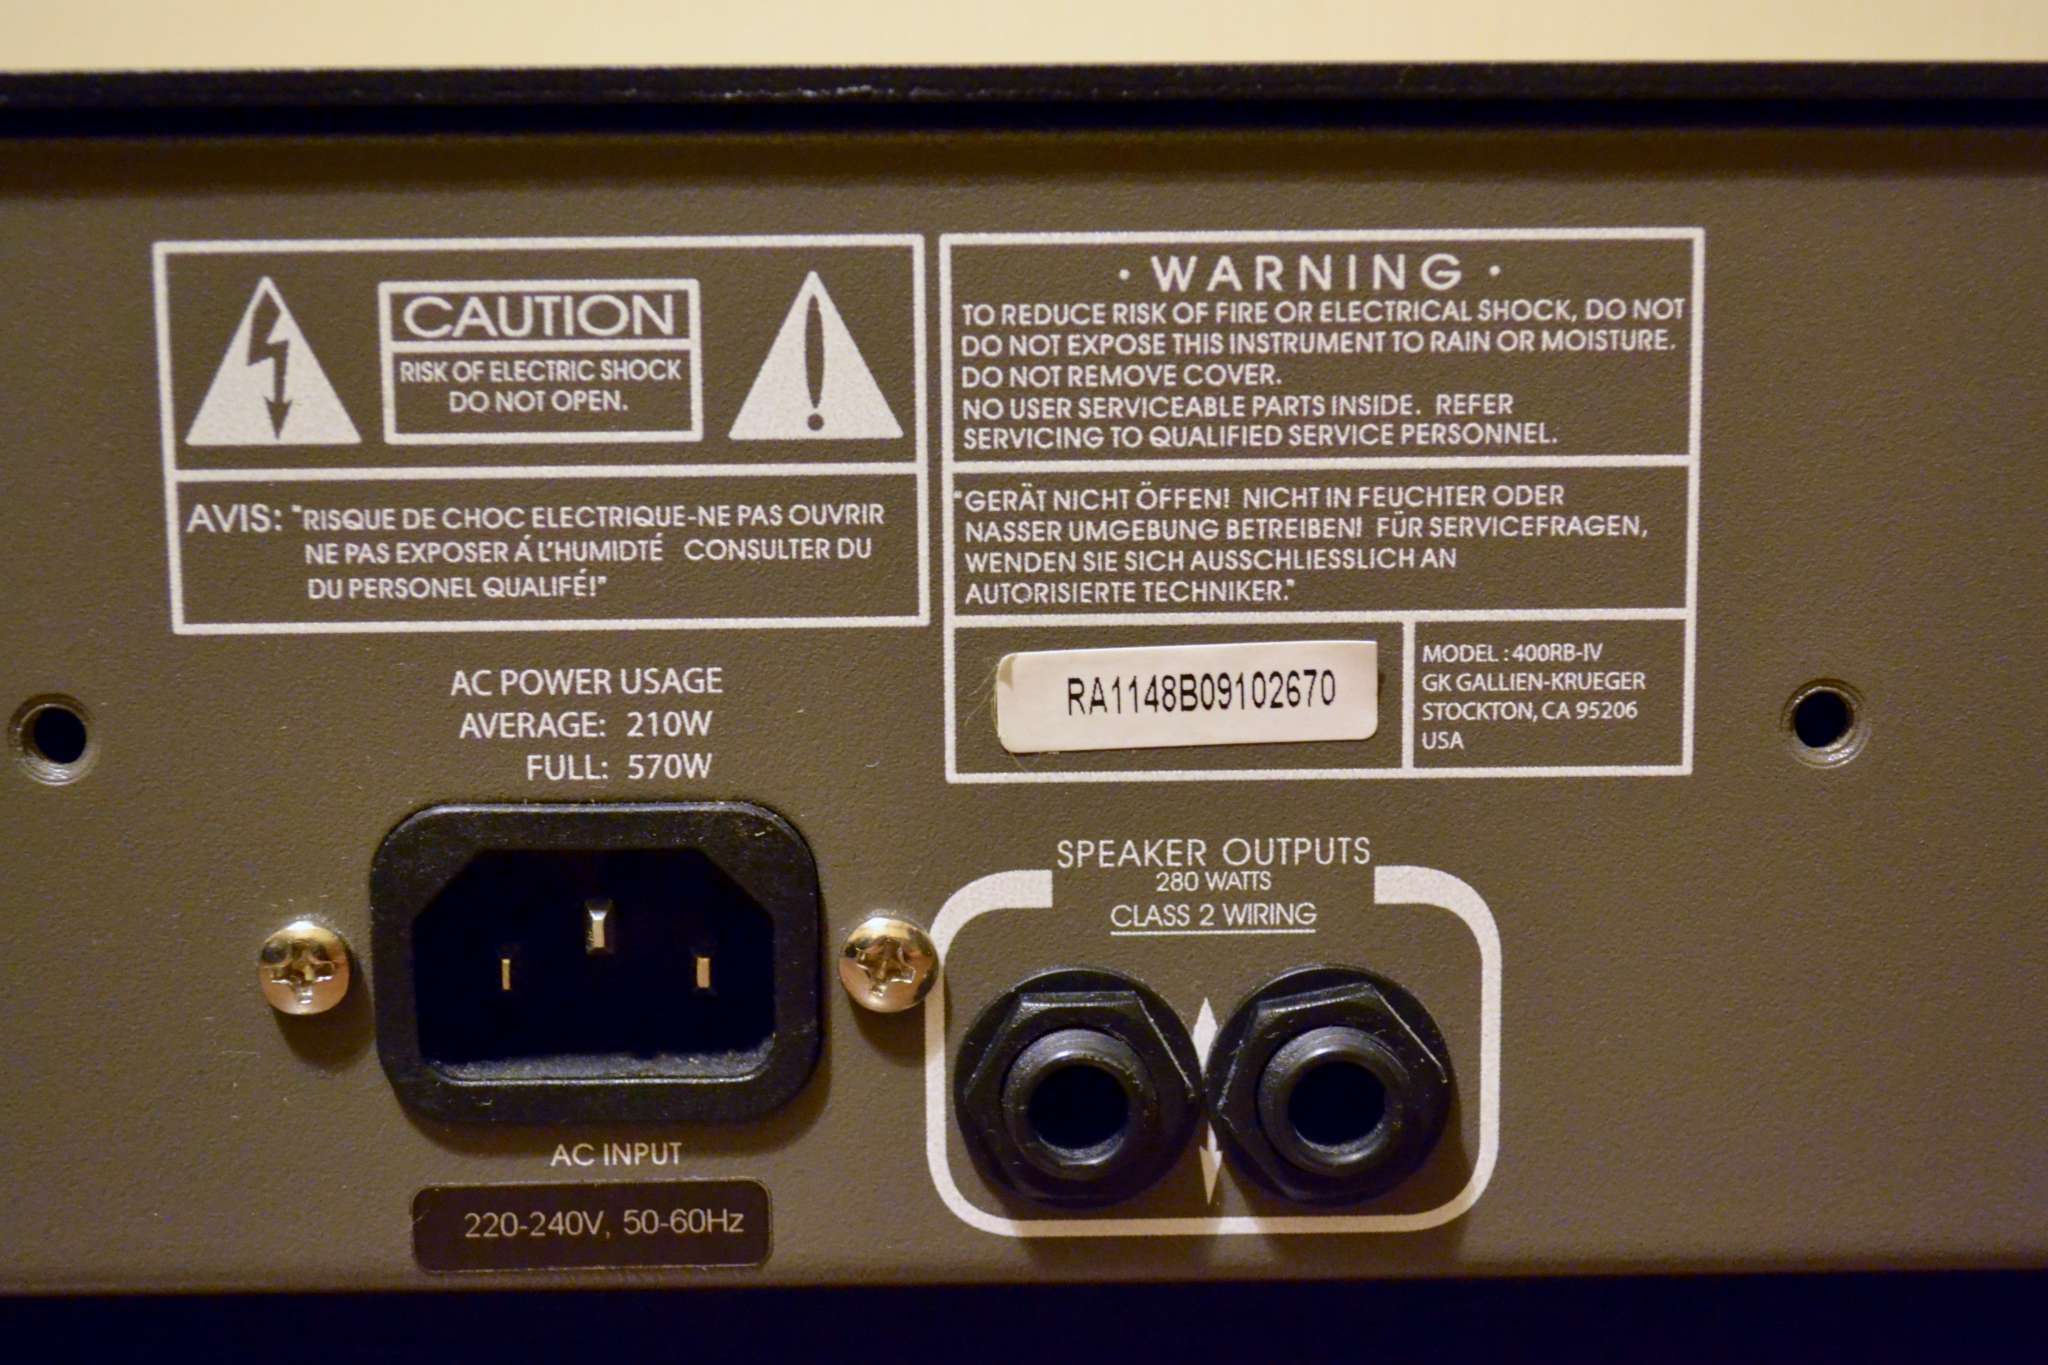 CAUTION
RISK OF ELECTRIC SHOCK
DO NOT OPEN.
AVIS: "RISQUE DE CHOC ELECTRIQUE-NE PAS OUVRIR
NE PAS EXPOSER Á L'HUMIDTÉ CONSULTER DU
DU PERSONEL QUALIFÉ!"
• WARNING •
TO REDUCE RISK OF FIRE OR ELECTRICAL SHOCK, DO NOT
DO NOT EXPOSE THIS INSTRUMENT TO RAIN OR MOISTURE.
DO NOT REMOVE COVER.
NO USER SERVICEABLE PARTS INSIDE. REFER
SERVICING TO QUALIFIED SERVICE PERSONNEL.
"GERÄT NICHT ÖFFEN! NICHT IN FEUCHTER ODER
NASSER UMGEBUNG BETREIBEN! FÜR SERVICEFRAGEN,
WENDEN SIE SICH AUSSCHLIESSLICH AN
AUTORISIERTE TECHNIKER."
RA1148B09102670
MODEL : 400RB-IV
GK GALLIEN-KRUEGER
STOCKTON, CA 95206
USA
AC POWER USAGE
AVERAGE: 210W
FULL: 570W
AC INPUT
220-240V, 50-60Hz
SPEAKER OUTPUTS
280 WATTS
CLASS 2 WIRING